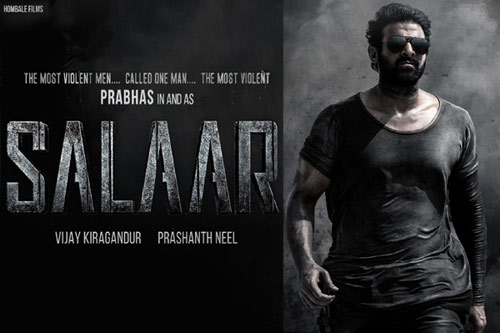 HOMBALE FILMS
THE MOST VIOLENT MEN.... CALLED ONE MAN.... THE MOST VIOLENT
PRABHAS IN AND AS
SALAAR
VIJAY KIRAGANDUR PRASHANTH NEEL